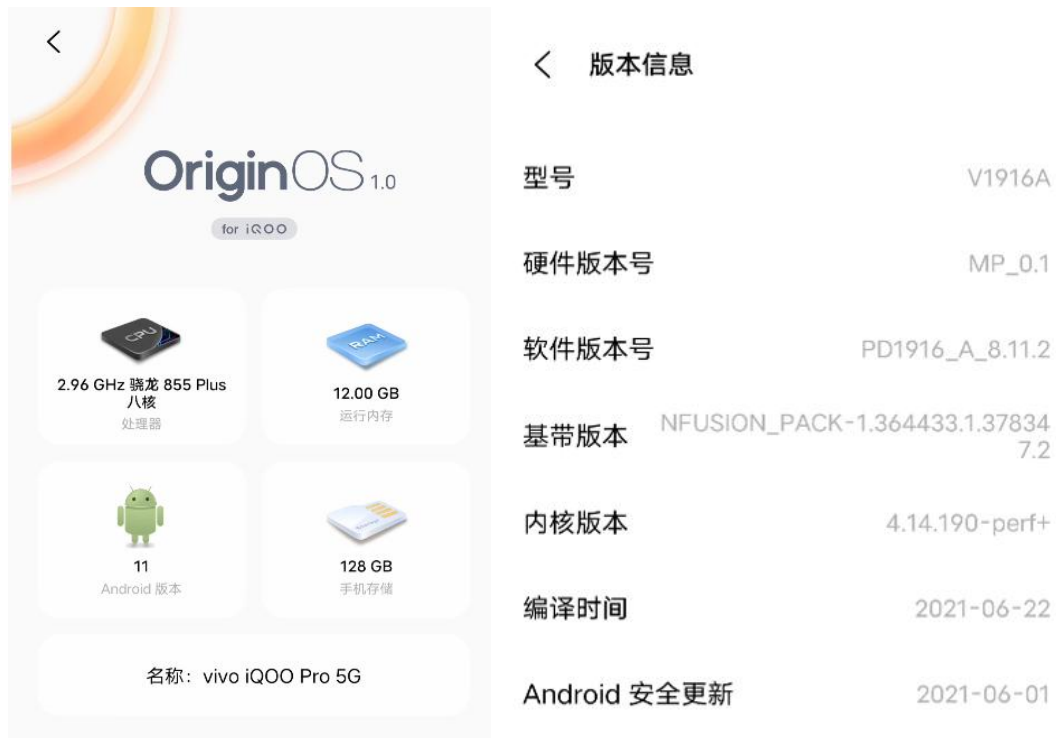 OriginOS 1.0
for iQOO
CPU
2.96 GHz 骁龙 855 Plus
八核
处理器
RAM
12.00 GB
运行内存
11
Android 版本
128 GB
手机存储
名称：vivo iQOO Pro 5G
版本信息
型号 V1916A
硬件版本号 MP_0.1
软件版本号 PD1916_A_8.11.2
基带版本 NFUSION_PACK-1.364433.1.37834
7.2
内核版本 4.14.190-perf+
编译时间 2021-06-22
Android 安全更新 2021-06-01